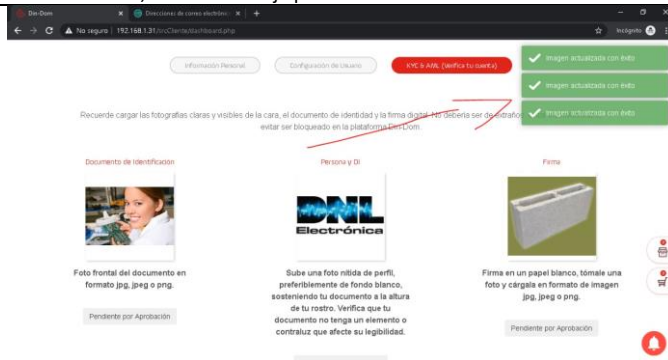 Din-Dom
Direcciones de correo electrónic
No seguro | 192.168.1.31/srcCliente/dashboard.php
Incógnito
Información Personal
Configuración de Usuario
KYC & AML (Verifica tu cuenta)
Imagen actualizada con éxito
Imagen actualizada con éxito
Imagen actualizada con éxito
Recuerde cargar las fotografías claras y visibles de la cara, el documento de identidad y la firma digital. No debería ser de extraños
evitar ser bloqueado en la plataforma Din-Dom
Documento de Identificación
Foto frontal del documento en
formato jpg, jpeg o png.
Pendiente por Aprobación
Persona y DI
DNL
Electrónica
Sube una foto nítida de perfil,
preferiblemente de fondo blanco,
sosteniendo tu documento a la altura
de tu rostro. Verifica que tu
documento no tenga un elemento o
contraluz que afecte su legibilidad.
Firma
Firma en un papel blanco, tómale una
foto y cárgala en formato de imagen
jpg, jpeg o png.
Pendiente por Aprobación